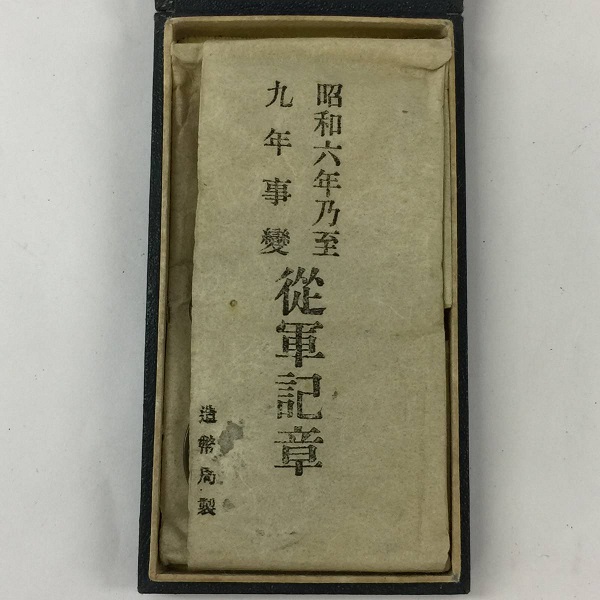 昭和六年乃至
九年事變
從軍記章
造幣局製